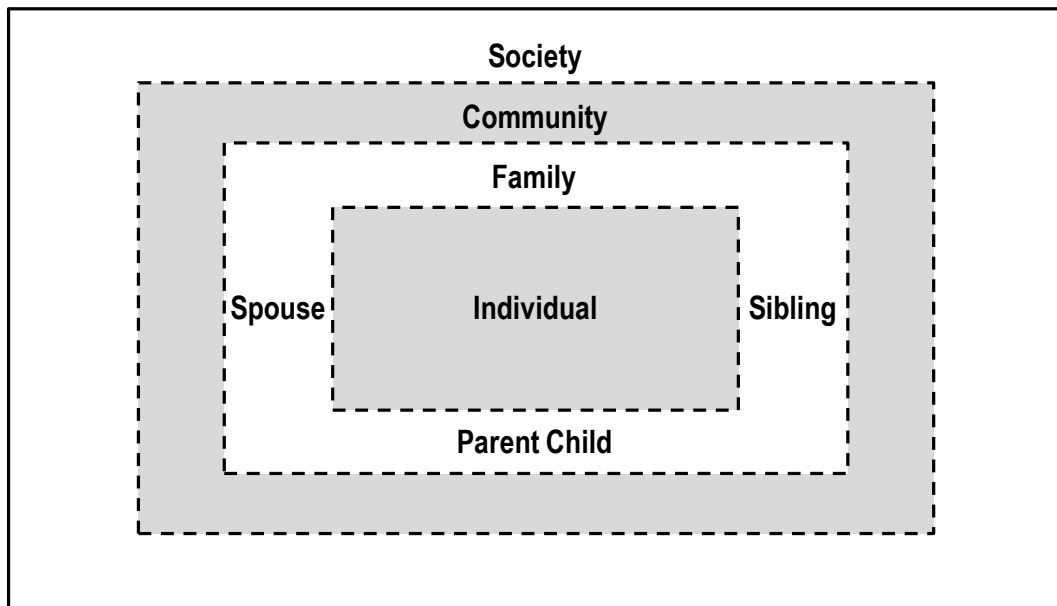 Society
Community
Family
Spouse
Individual
Sibling
Parent Child